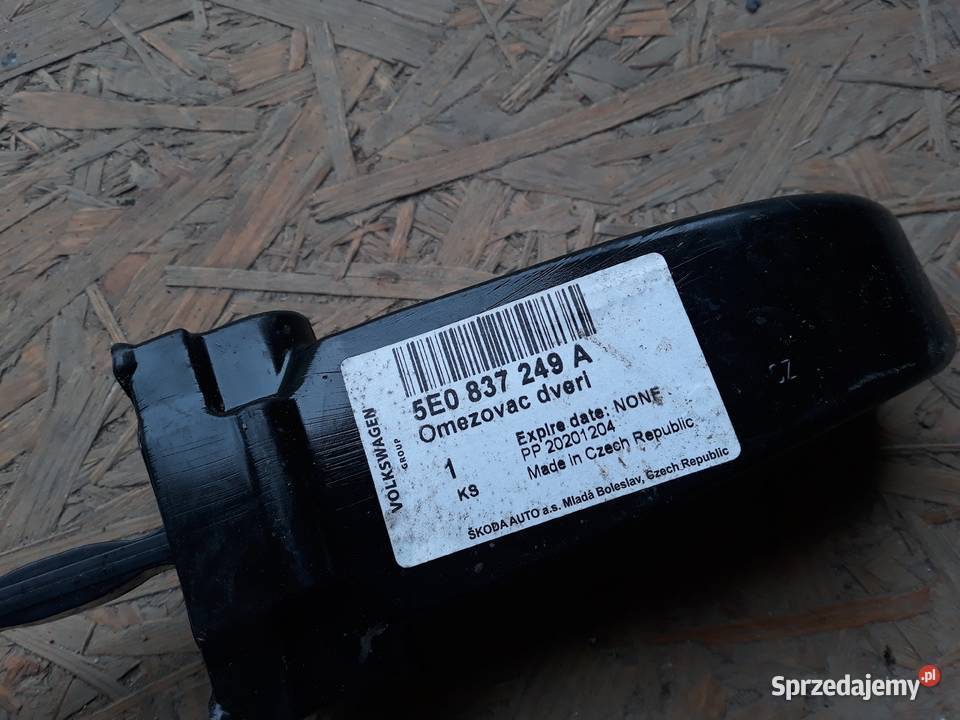 5E0 837 249 A
Omezovac dveri
VOLKSWAGEN
GROUP
1
KS
Expire date: NONE
PP 20201204
Made in Czech Republic
ŠKODA AUTO a.s. Mladá Boleslav, Czech Republic
CZ
Sprzedajemy.pl